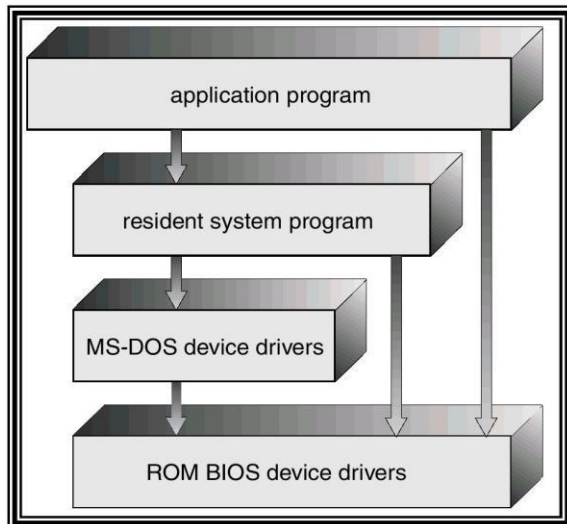 application program
resident system program
MS-DOS device drivers
ROM BIOS device drivers